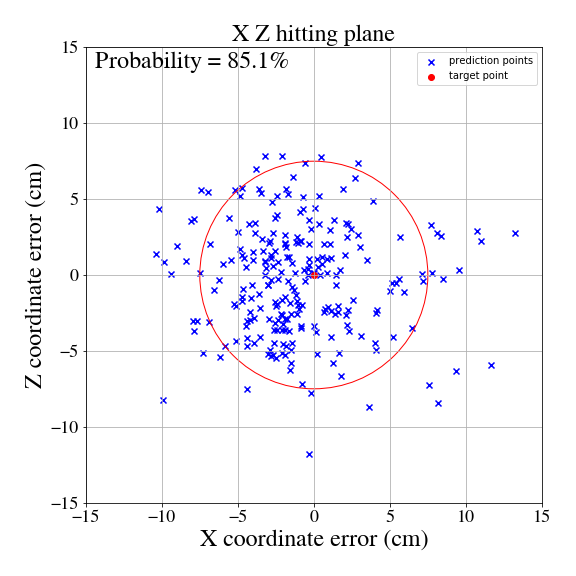 X Z hitting plane
Probability = 85.1%
prediction points
target point
15
10
5
0
−5
−10
−15
Z coordinate error (cm)
−15 −10 −5 0 5 10 15
X coordinate error (cm)